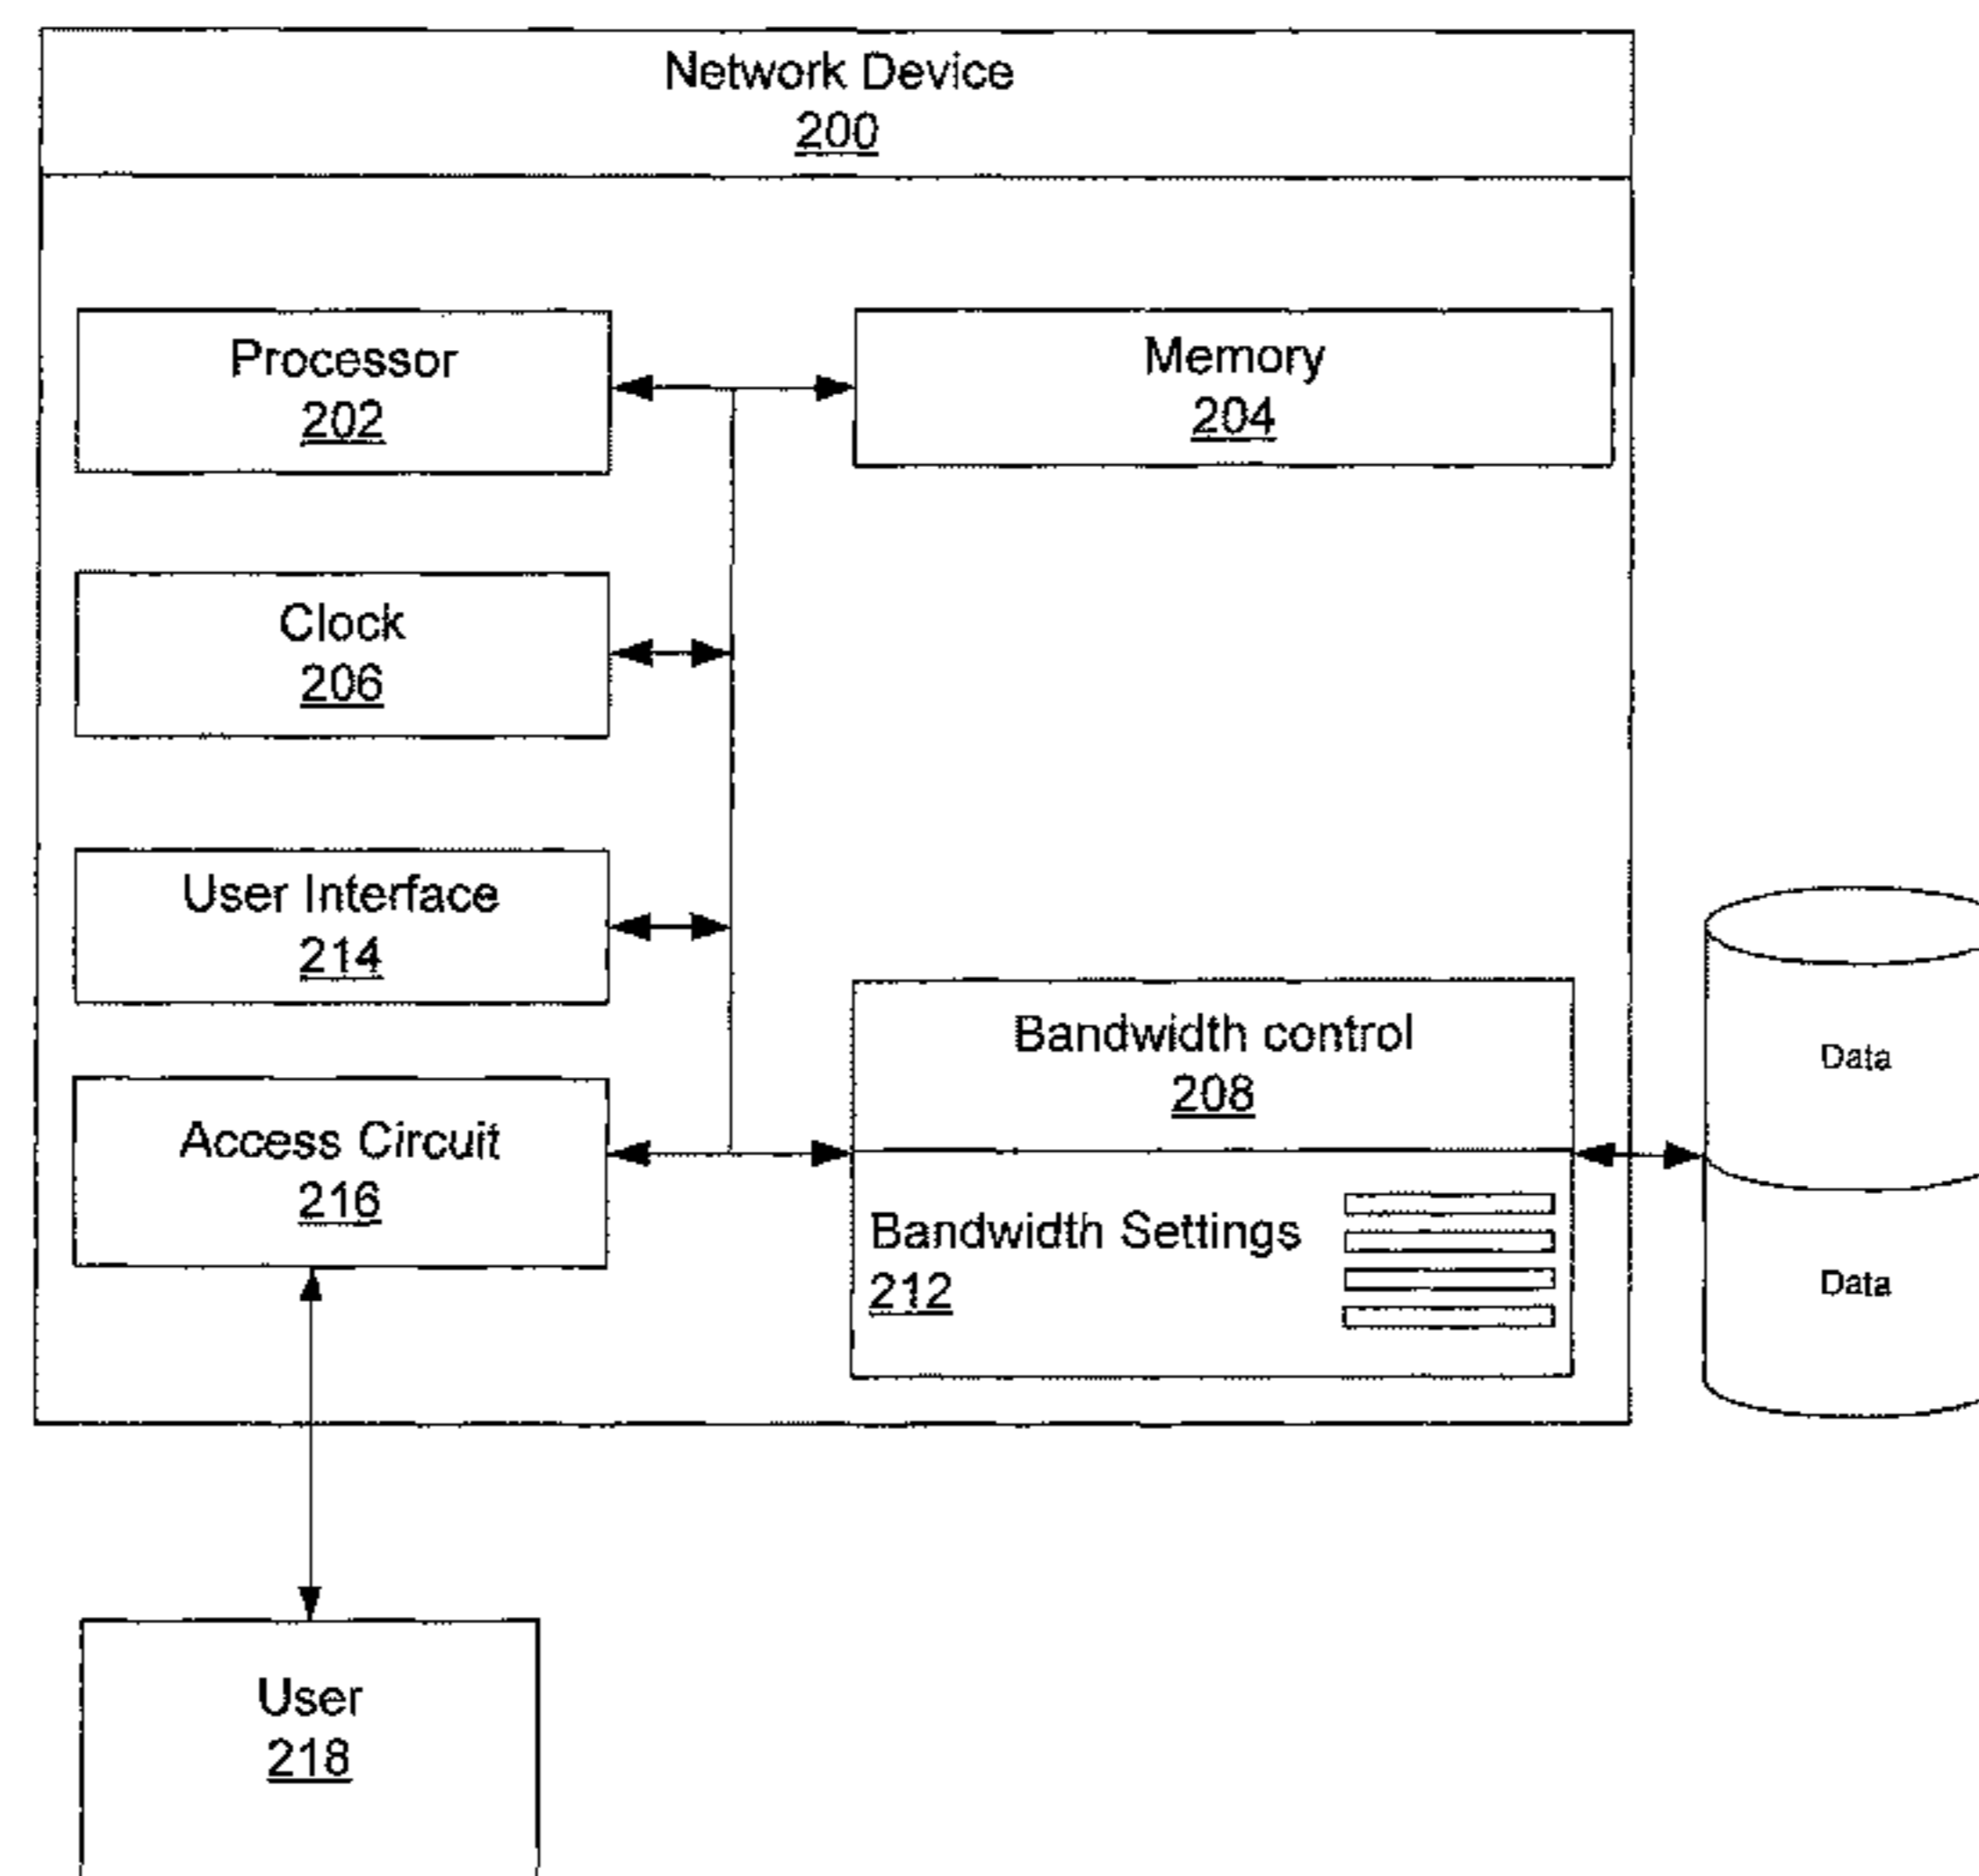 Network Device
200
Processor
202
Memory
204
Clock
206
User Interface
214
Bandwidth control
208
Data
Access Circuit
216
Bandwidth Settings
212
Data
User
218